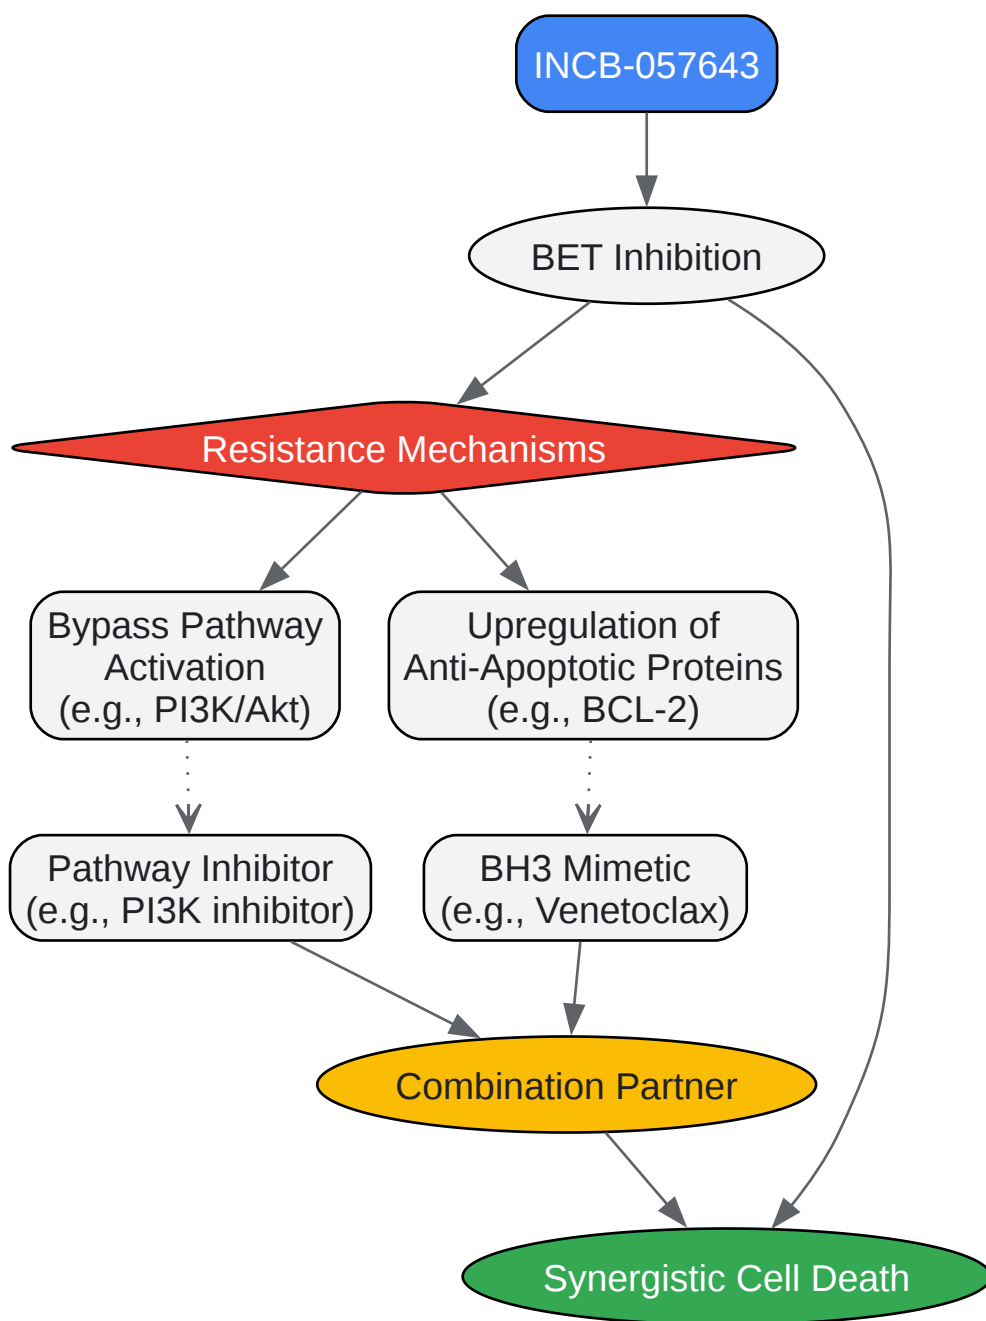 INCB-057643
BET Inhibition
Resistance Mechanisms
Bypass Pathway
Activation
(e.g., PI3K/Akt)
Upregulation of
Anti-Apoptotic Proteins
(e.g., BCL-2)
Pathway Inhibitor
(e.g., PI3K inhibitor)
BH3 Mimetic
(e.g., Venetoclax)
Combination Partner
Synergistic Cell Death